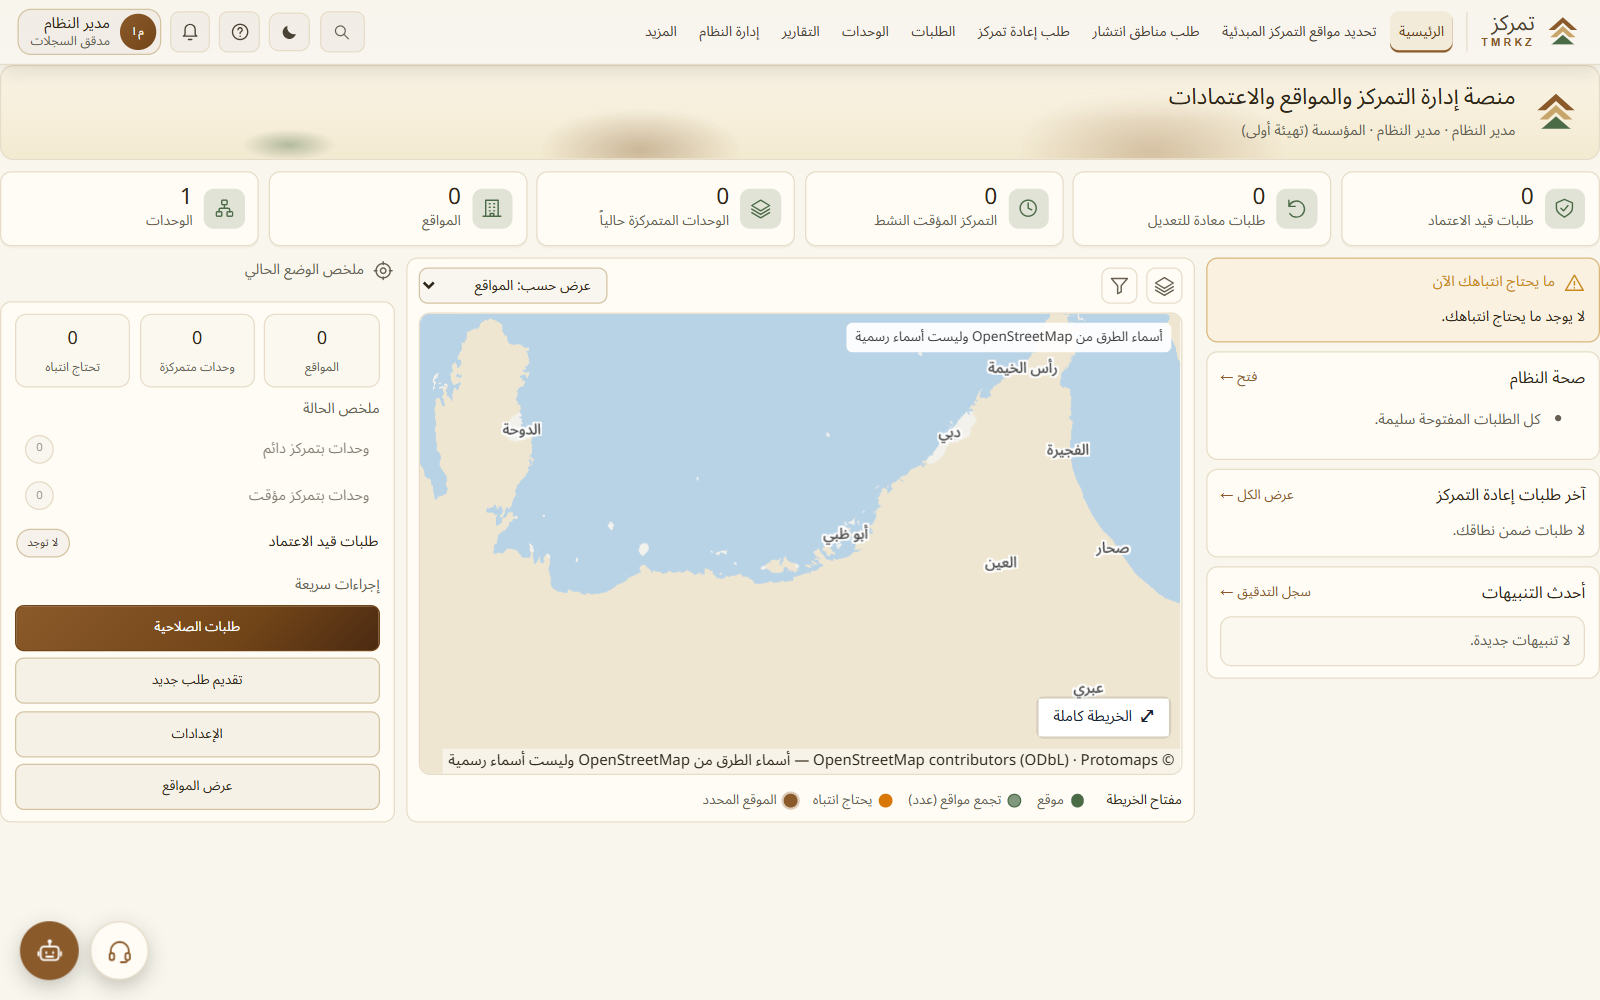 تمركز
TMRKZ
الرئيسية
تحديد مواقع التمركز المبدئية
طلب مناطق انتشار
طلب إعادة تمركز
الطلبات
الوحدات
التقارير
إدارة النظام
المزيد
م ا
مدير النظام
مدقق السجلات
منصة إدارة التمركز والمواقع والاعتمادات
مدير النظام · مدير النظام · المؤسسة (تهيئة أولى)
0
طلبات قيد الاعتماد
0
طلبات معادة للتعديل
0
التمركز المؤقت النشط
0
الوحدات المتمركزة حالياً
0
المواقع
1
الوحدات
ما يحتاج انتباهك الآن
لا يوجد ما يحتاج انتباهك.
صحة النظام
فتح ←
كل الطلبات المفتوحة سليمة.
آخر طلبات إعادة التمركز
عرض الكل ←
لا طلبات ضمن نطاقك.
أحدث التنبيهات
سجل التدقيق ←
لا تنبيهات جديدة.
عرض حسب: المواقع
أسماء الطرق من OpenStreetMap وليست أسماء رسمية
رأس الخيمة
الدوحة
دبي
الفجيرة
أبو ظبي
صحار
العين
عبري
الخريطة كاملة
© OpenStreetMap contributors (ODbL) · Protomaps — أسماء الطرق من OpenStreetMap وليست أسماء رسمية
مفتاح الخريطة
موقع
تجمع مواقع (عدد)
يحتاج انتباه
الموقع المحدد
ملخص الوضع الحالي
0
المواقع
0
وحدات متمركزة
0
تحتاج انتباه
ملخص الحالة
وحدات بتمركز دائم
0
وحدات بتمركز مؤقت
0
طلبات قيد الاعتماد
لا توجد
إجراءات سريعة
طلبات الصلاحية
تقديم طلب جديد
الإعدادات
عرض المواقع